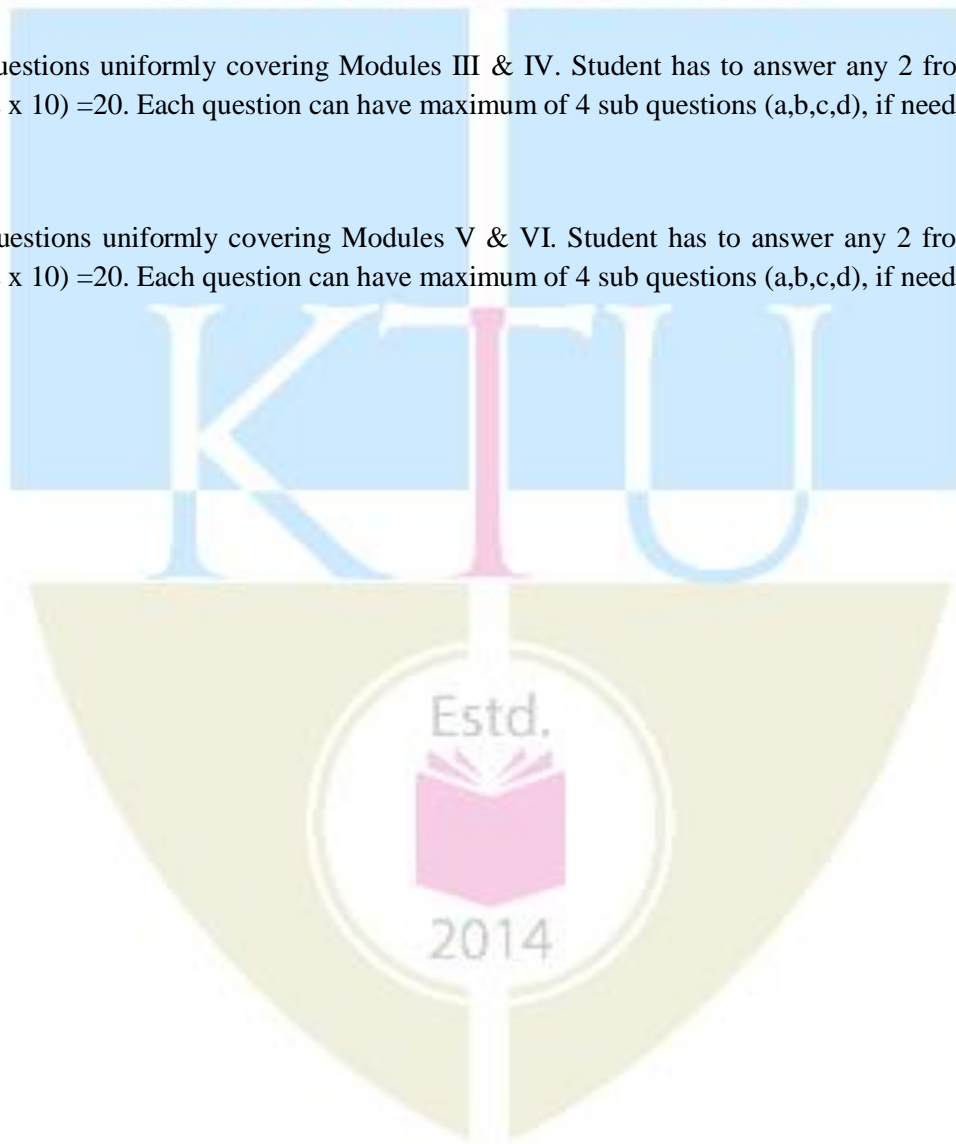 uestions uniformly covering Modules III & IV. Student has to answer any 2 fro
x 10) =20. Each question can have maximum of 4 sub questions (a,b,c,d), if need
uestions uniformly covering Modules V & VI. Student has to answer any 2 fro
x 10) =20. Each question can have maximum of 4 sub questions (a,b,c,d), if need
KTU
Estd.
2014